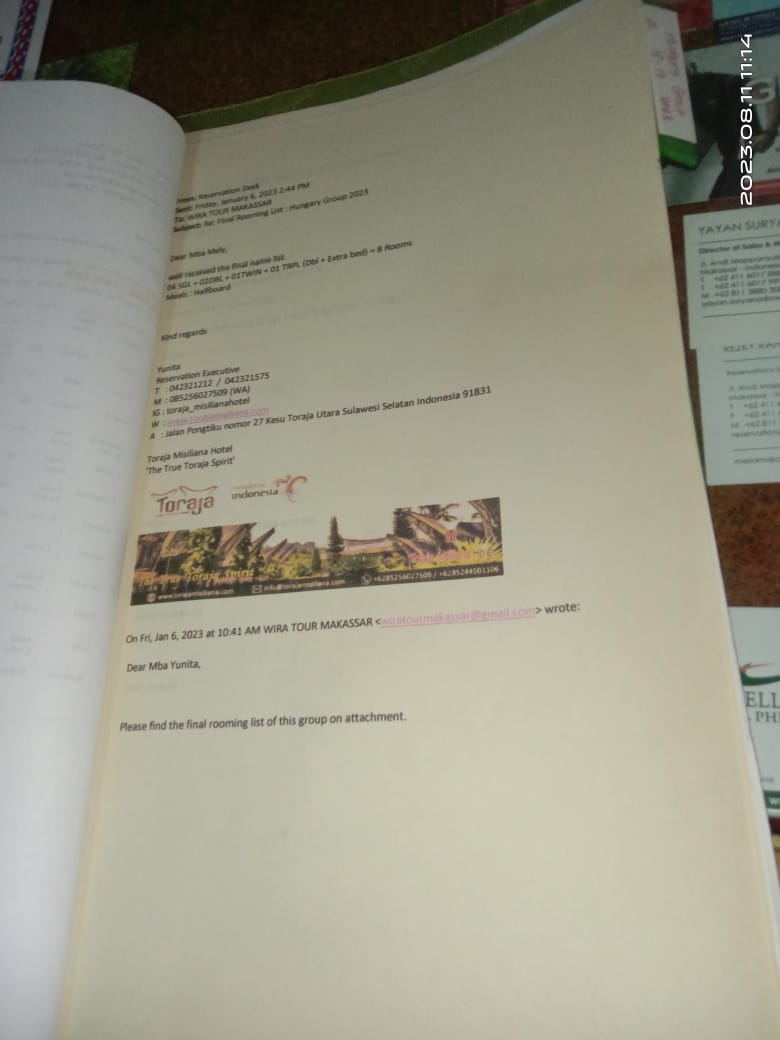 From: Reservation Desk
Sent: Friday, January 6, 2023 2:44 PM
To: WIRA TOUR MAKASSAR
Subject: Re: Final Rooming List : Hungary Group 2023
Dear Mba Mely,
well received the final name list.
04 SGL + 02DBL + 01TWIN + 01 TRPL (Dbl + Extra bed) = 8 Rooms
Meals : Halfboard
Kind regards
Yunita
Reservation Executive
T : 042321212 / 042321575
M : 085256027509 (WA)
IG : toraja_misilianahotel
W : www.torajamisiliana.com
A : Jalan Pongtiku nomor 27 Kesu Toraja Utara Sulawesi Selatan Indonesia 91831
Toraja Misiliana Hotel
'The True Toraja Spirit'
Toraja
indonesia
The True Toraja Spirit
www.torajamisiliana.com info@torajamisiliana.com +6285256027509 / +6285244501106
On Fri, Jan 6, 2023 at 10:41 AM WIRA TOUR MAKASSAR <wiratourmakassar@gmail.com> wrote:
Dear Mba Yunita,
Please find the final rooming list of this group on attachment.
2023.08.11 11:14
YAYAN SURY
Director of Sales &
Reservation
ELL
PHI